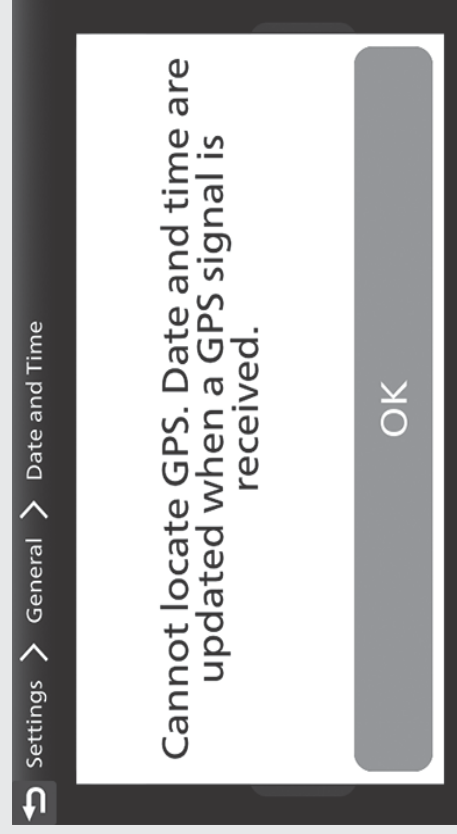 Settings > General > Date and Time
Cannot locate GPS. Date and time are
updated when a GPS signal is
received.
OK